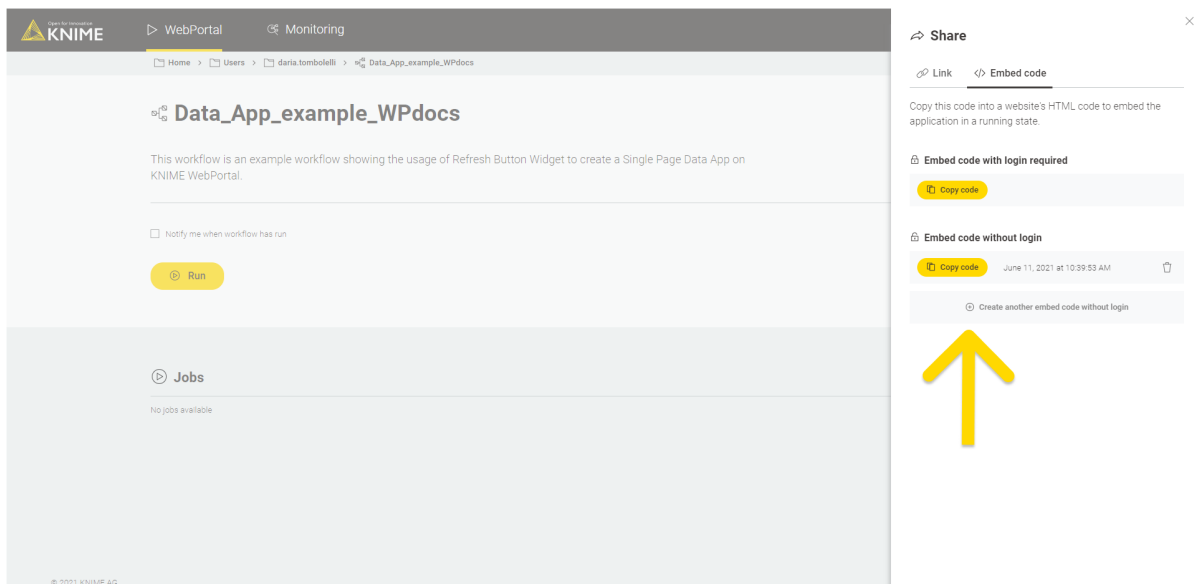 Open for Innovation
KNIME
WebPortal
Monitoring
Home > Users > daria.tombolelli > Data_App_example_WPdocs
Data_App_example_WPdocs
This workflow is an example workflow showing the usage of Refresh Button Widget to create a Single Page Data App on
KNIME WebPortal.
Notify me when workflow has run
Run
Jobs
No jobs available
© 2021 KNIME AG
Share
Link
</> Embed code
Copy this code into a website's HTML code to embed the
application in a running state.
Embed code with login required
Copy code
Embed code without login
Copy code
June 11, 2021 at 10:39:53 AM
Create another embed code without login